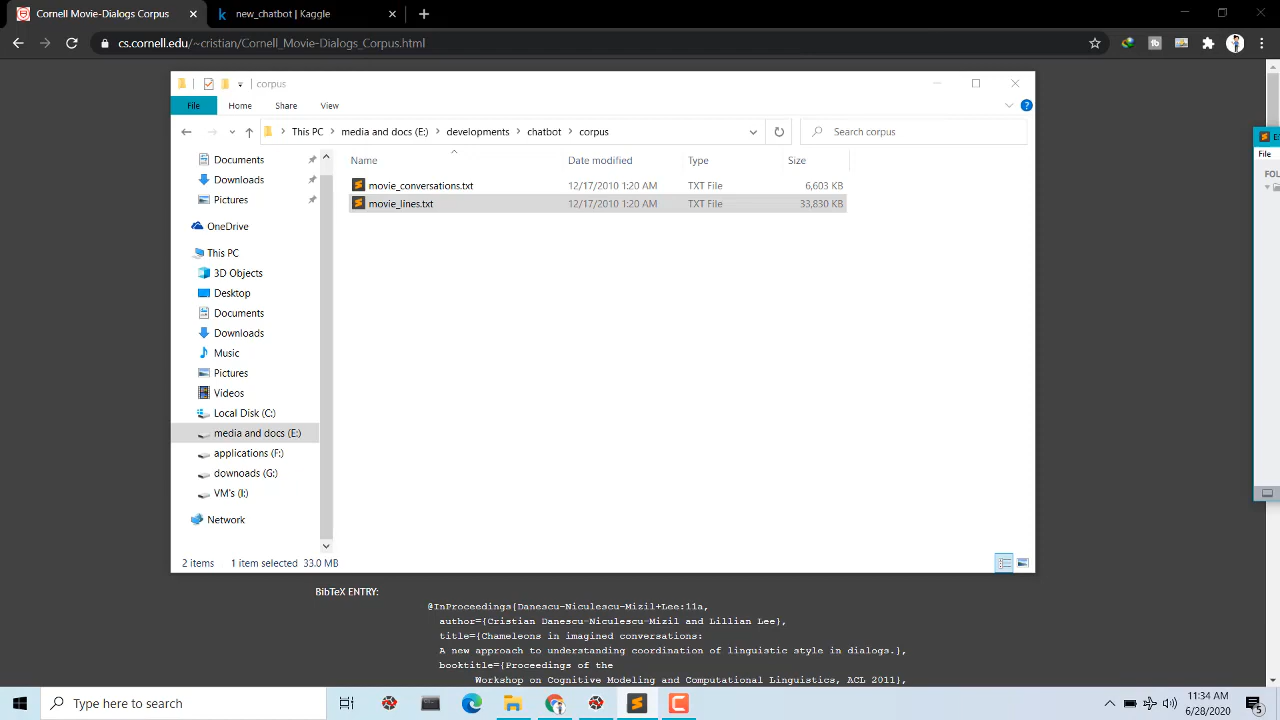 Cornell Movie-Dialogs Corpus
new_chatbot | Kaggle
cs.cornell.edu/~cristian/Cornell_Movie-Dialogs_Corpus.html
corpus
File Home Share View
This PC media and docs (E:) developments chatbot corpus
Search corpus
Name Date modified Type Size
movie_conversations.txt 12/17/2010 1:20 AM TXT File 6,603 KB
movie_lines.txt 12/17/2010 1:20 AM TXT File 33,830 KB
Documents
Downloads
Pictures
OneDrive
This PC
3D Objects
Desktop
Documents
Downloads
Music
Pictures
Videos
Local Disk (C:)
media and docs (E:)
applications (F:)
downoads (G:)
VM's (I:)
Network
2 items 1 item selected 33.0 MB
File
FOL
BibTeX ENTRY:
@InProceedings{Danescu-Niculescu-Mizil+Lee:11a,
author={Cristian Danescu-Niculescu-Mizil and Lillian Lee},
title={Chameleons in imagined conversations:
A new approach to understanding coordination of linguistic style in dialogs.},
booktitle={Proceedings of the
Workshop on Cognitive Modeling and Computational Linguistics, ACL 2011},
Type here to search
11:34 AM
6/28/2020
5